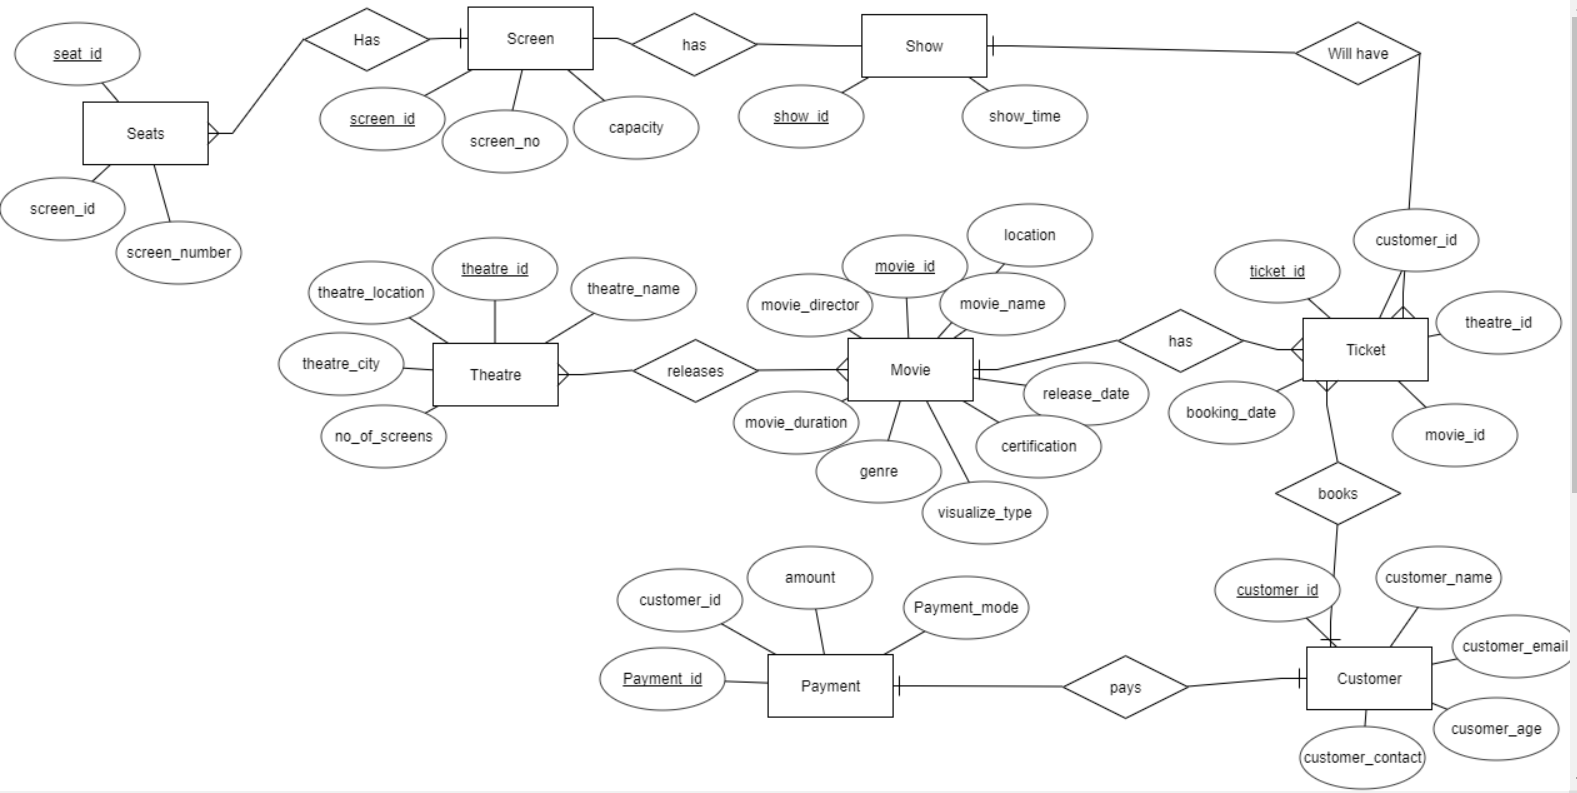 Has
Screen
has
Show
Will have
seat_id
screen_id
screen_no
capacity
show_id
show_time
Seats
screen_id
screen_number
location
customer_id
theatre_id
theatre_location
theatre_name
movie_id
movie_director
movie_name
ticket_id
theatre_id
theatre_city
Theatre
releases
Movie
has
Ticket
no_of_screens
movie_duration
release_date
booking_date
movie_id
genre
certification
visualize_type
books
customer_id
amount
Payment_mode
customer_id
customer_name
Payment_id
Payment
pays
Customer
customer_email
cusomer_age
customer_contact